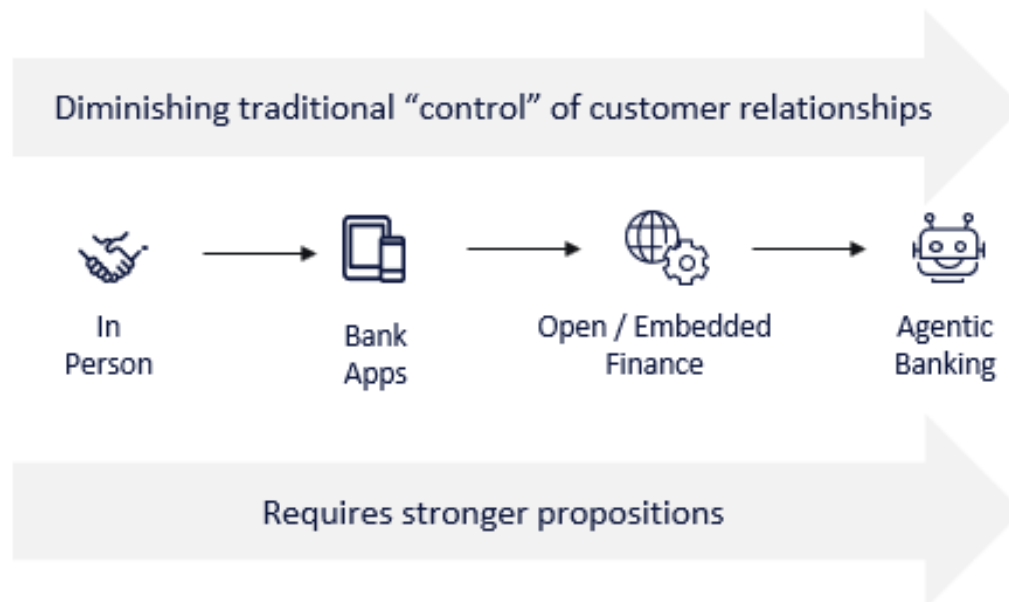 Diminishing traditional “control” of customer relationships
In
Person
Bank
Apps
Open / Embedded
Finance
Agentic
Banking
Requires stronger propositions